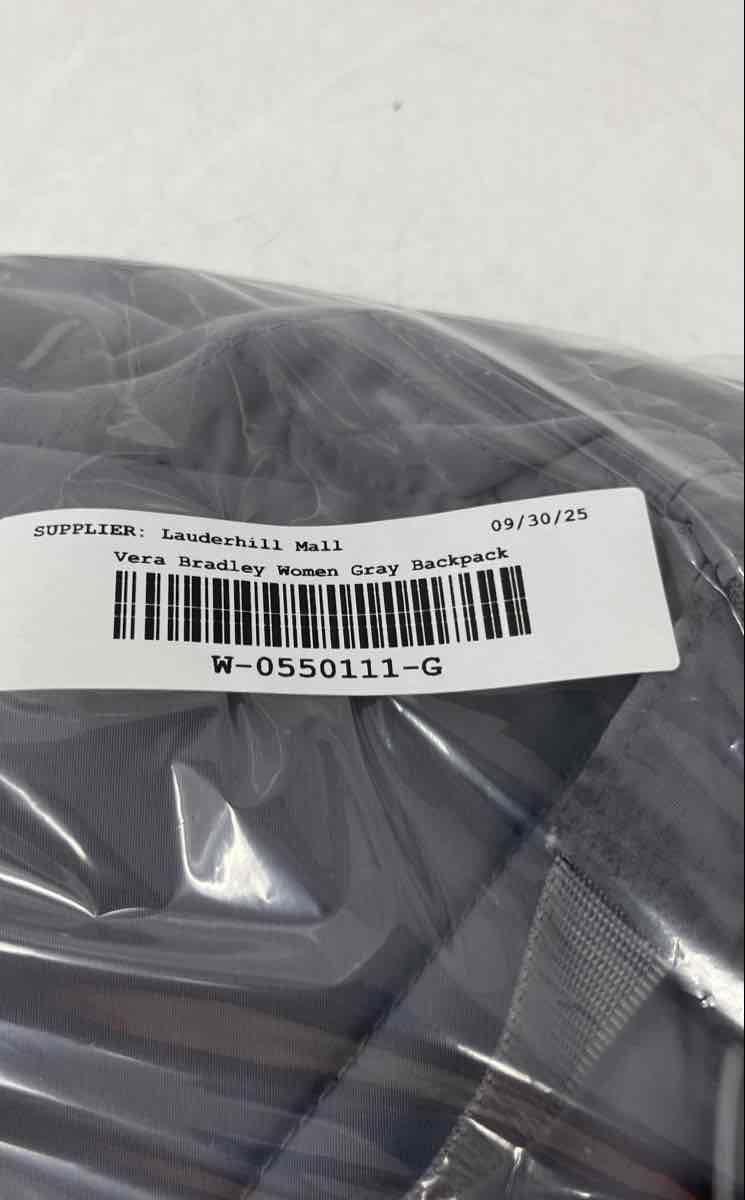 SUPPLIER: Lauderhill Mall 09/30/25
Vera Bradley Women Gray Backpack
W-0550111-G